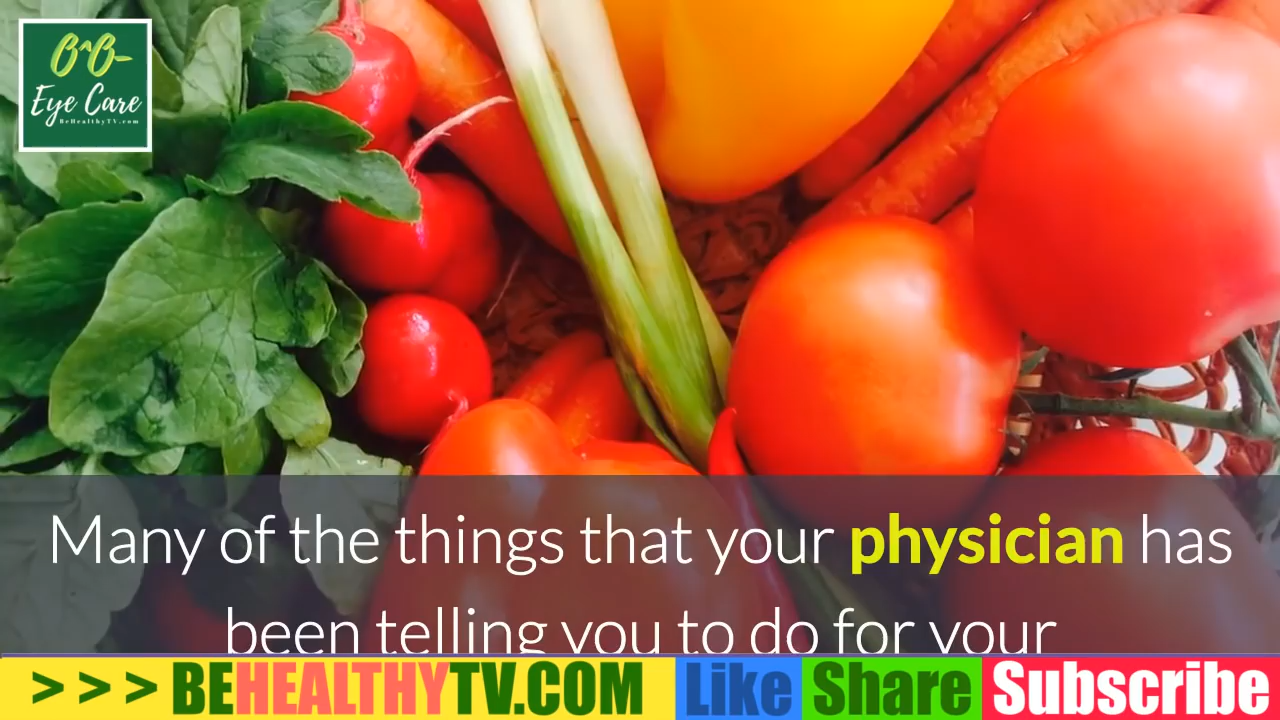 Eye Care
BeHealthyTV.com
Many of the things that your physician has
been telling you to do for your
> > > BEHEALTHYTV.COM Like Share Subscribe